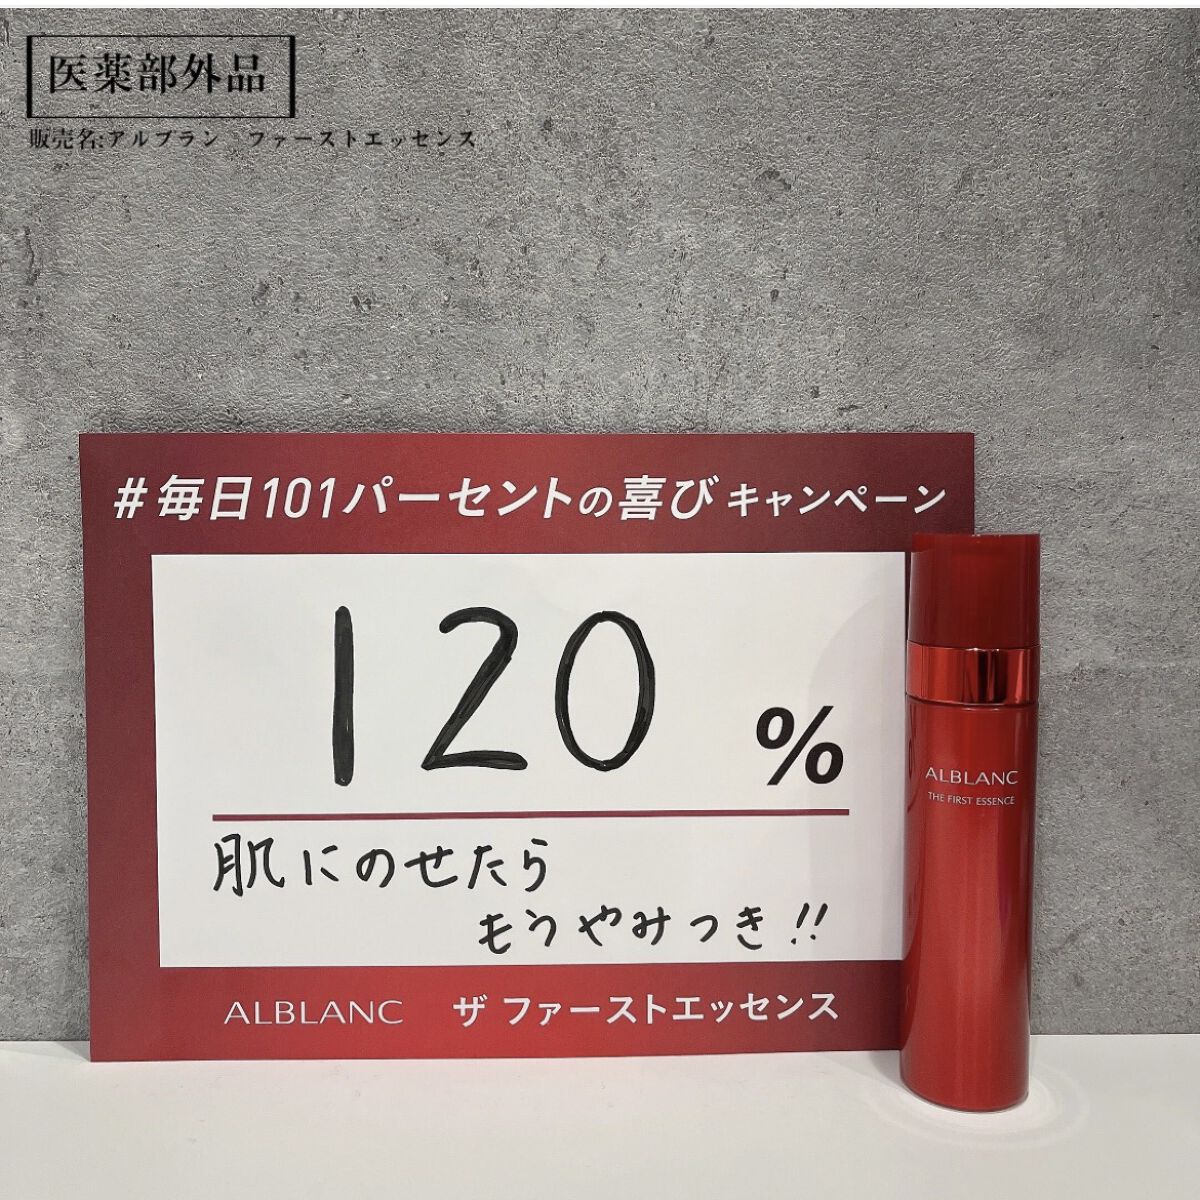 医薬部外品
販売名:アルブラン　ファーストエッセンス
#毎日101パーセントの喜び キャンペーン
120 %
肌にのせたら
もうやみつき!!
ALBLANC ザ ファーストエッセンス
ALBLANC
THE FIRST ESSENCE